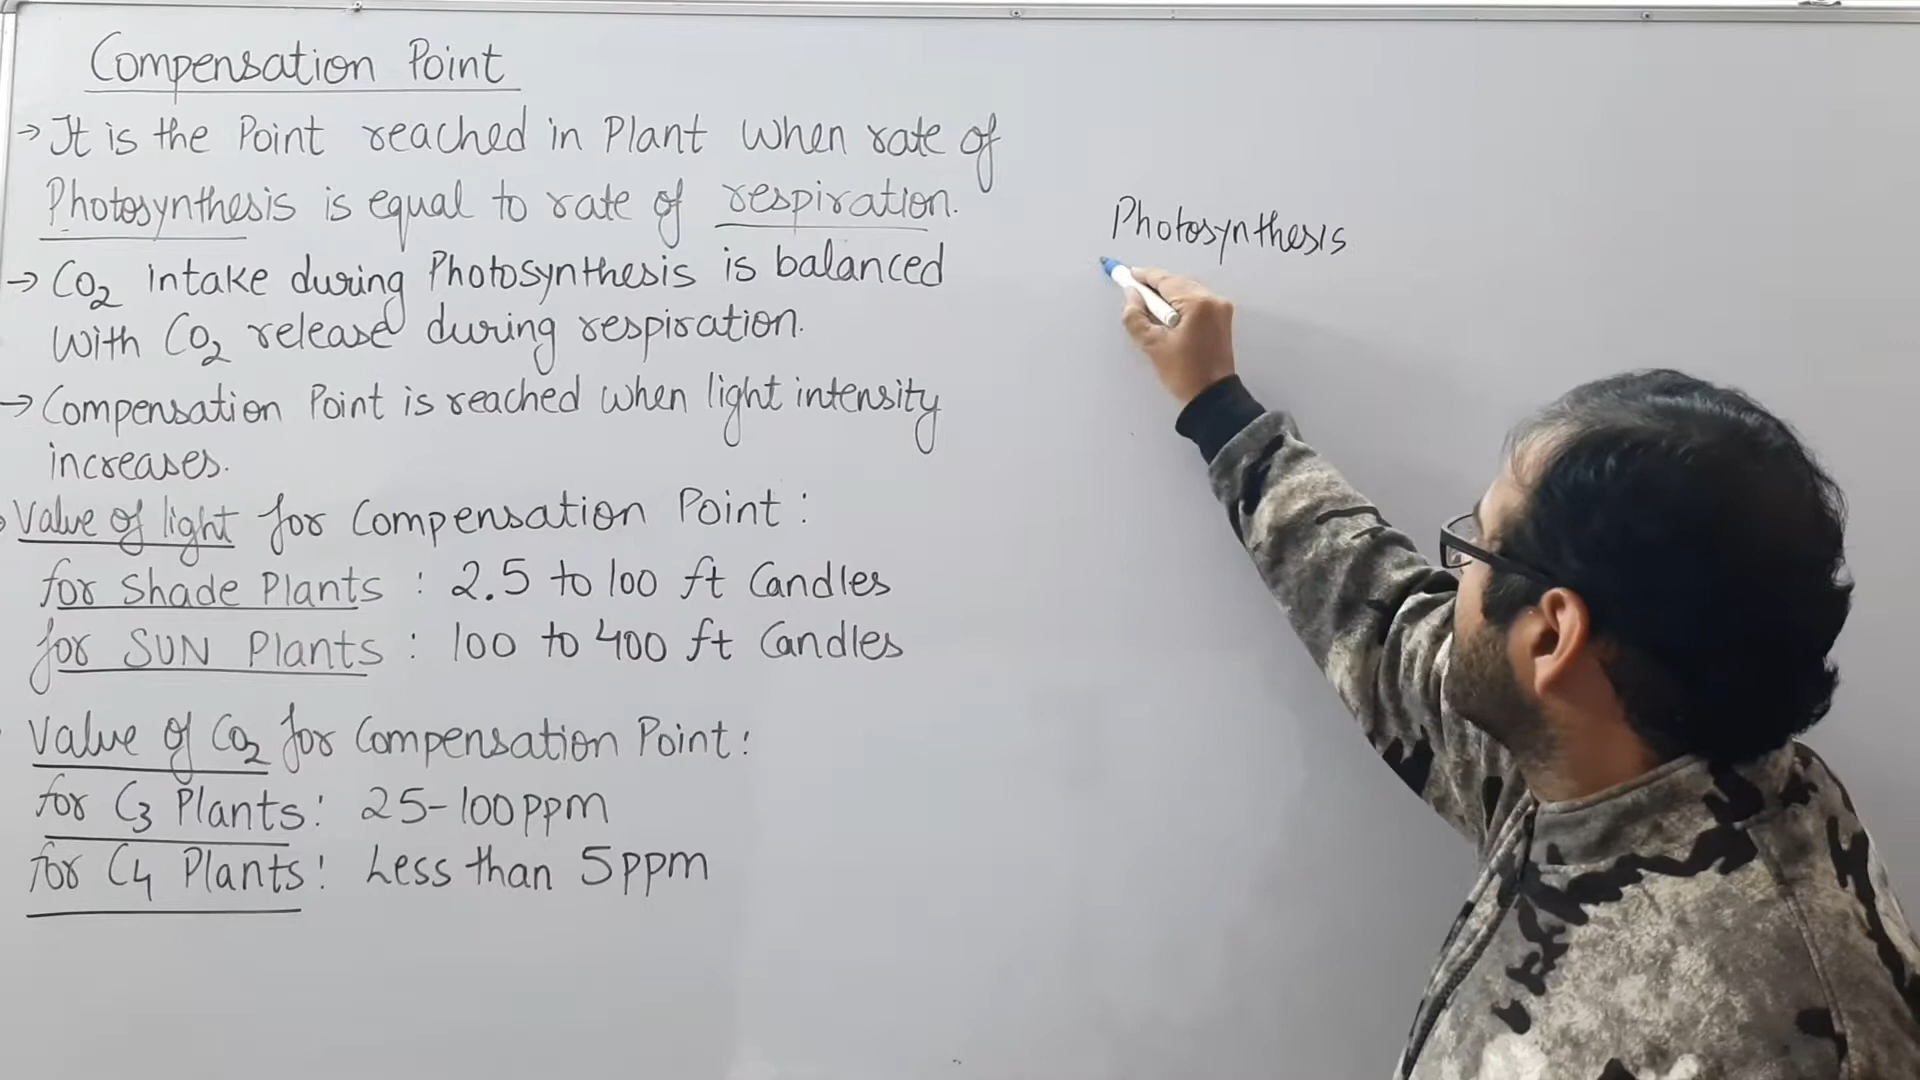 Compensation Point
→ It is the Point reached in Plant when rate of
Photosynthesis is equal to rate of respiration.
→ CO2 intake during Photosynthesis is balanced
with CO2 release during respiration.
→ Compensation Point is reached when light intensity
increases.
Value of light for Compensation Point :
for Shade Plants : 2.5 to 100 ft Candles
for SUN Plants : 100 to 400 ft Candles
Value of CO2 for Compensation Point :
for C3 Plants : 25-100ppm
for C4 Plants : Less than 5ppm
Photosynthesis